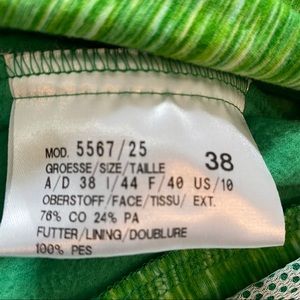 MOD. 5567/25
GROESSE/SIZE/TAILLE 38
A/D 38 I/44 F/40 US/10
OBERSTOFF/FACE/TISSU/ EXT.
76% CO 24% PA
FUTTER/LINING/DOUBLURE
100% PES